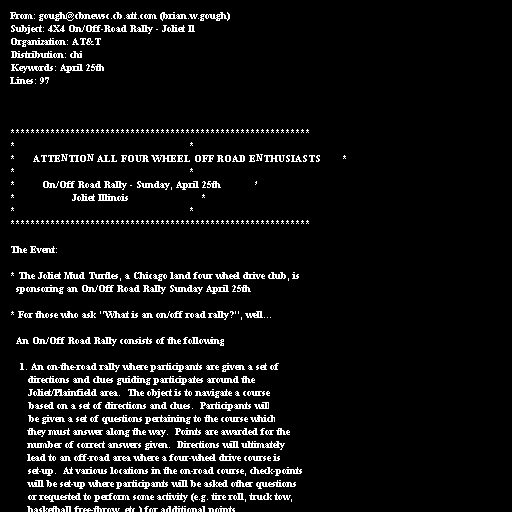 From: gough@cbnewsc.cb.att.com (brian.w.gough)
Subject: 4X4 On/Off-Road Rally - Joliet Il
Organization: AT&T
Distribution: chi
Keywords: April 25th
Lines: 97
************************************************************
* *
* ATTENTION ALL FOUR WHEEL OFF ROAD ENTHUSIASTS *
* *
* On/Off Road Rally - Sunday, April 25th '
* Joliet Illinois *
* *
************************************************************
The Event:
* The Joliet Mud Turtles, a Chicago land four wheel drive club, is
sponsoring an On/Off Road Rally Sunday April 25th
* For those who ask "What is an on/off road rally?", well...
An On/Off Road Rally consists of the following
1. An on-the-road rally where participants are given a set of
directions and clues guiding participates around the
Joliet/Plainfield area. The object is to navigate a course
based on a set of directions and clues. Participants will
be given a set of questions pertaining to the course which
they must answer along the way. Points are awarded for the
number of correct answers given. Directions will ultimately
lead to an off-road area where a four-wheel drive course is
set-up. At various locations in the on-road course, check-points
will be set-up where participants will be asked other questions
or requested to perform some activity (e.g. tire roll, truck tow,
basketball free-throw, etc.) for additional points.